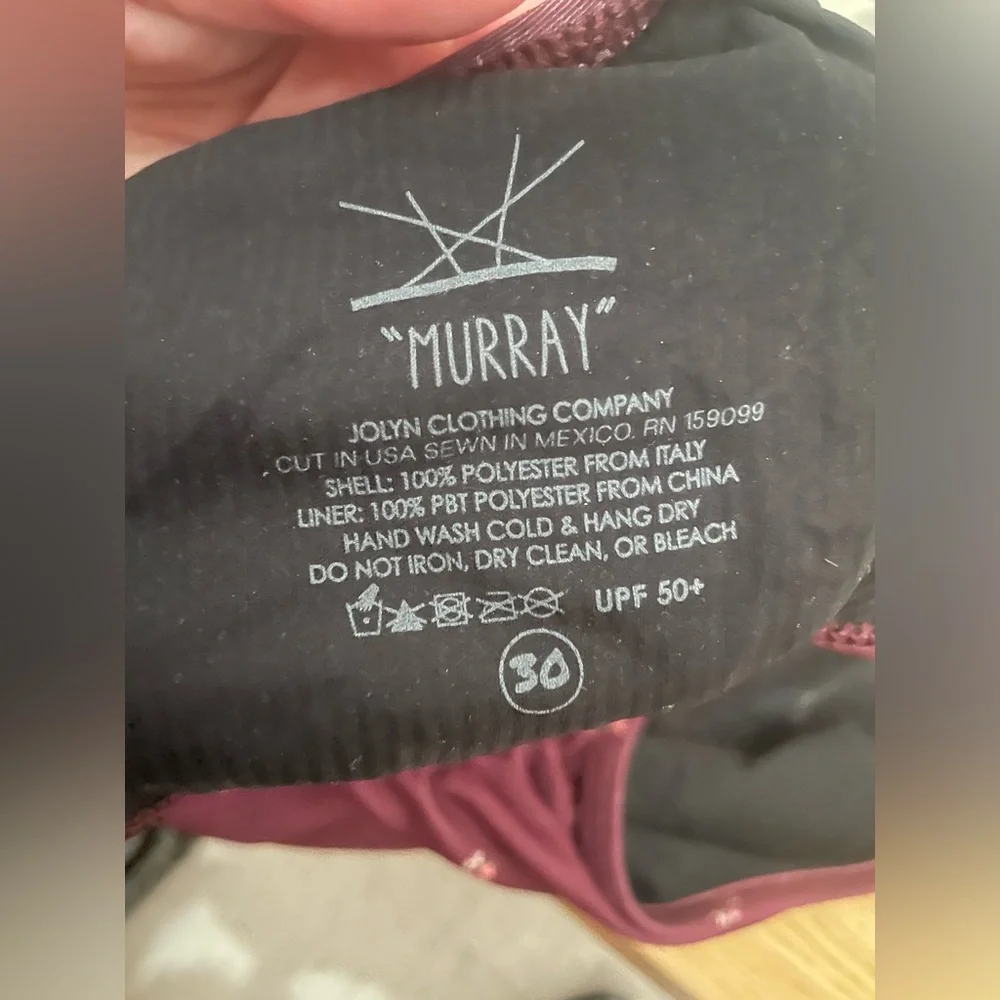 "MURRAY"
JOLYN CLOTHING COMPANY
CUT IN USA SEWN IN MEXICO. RN 159099
SHELL: 100% POLYESTER FROM ITALY
LINER: 100% PBT POLYESTER FROM CHINA
HAND WASH COLD & HANG DRY
DO NOT IRON, DRY CLEAN, OR BLEACH
UPF 50+
30